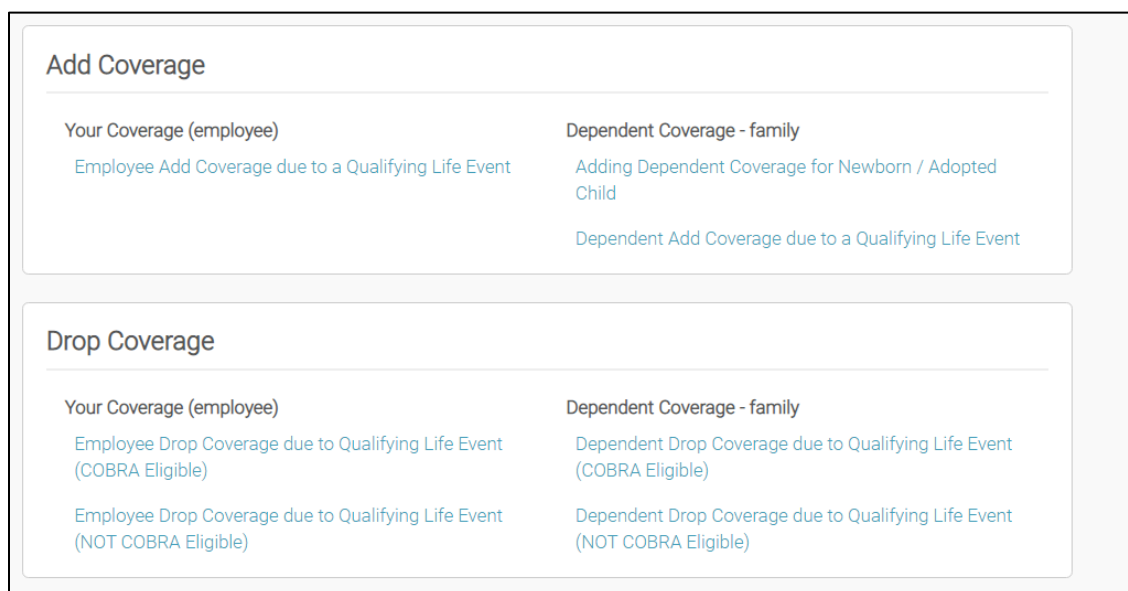 Add Coverage
Your Coverage (employee)
Employee Add Coverage due to a Qualifying Life Event
Dependent Coverage - family
Adding Dependent Coverage for Newborn / Adopted
Child
Dependent Add Coverage due to a Qualifying Life Event
Drop Coverage
Your Coverage (employee)
Employee Drop Coverage due to Qualifying Life Event
(COBRA Eligible)
Employee Drop Coverage due to Qualifying Life Event
(NOT COBRA Eligible)
Dependent Coverage - family
Dependent Drop Coverage due to Qualifying Life Event
(COBRA Eligible)
Dependent Drop Coverage due to Qualifying Life Event
(NOT COBRA Eligible)